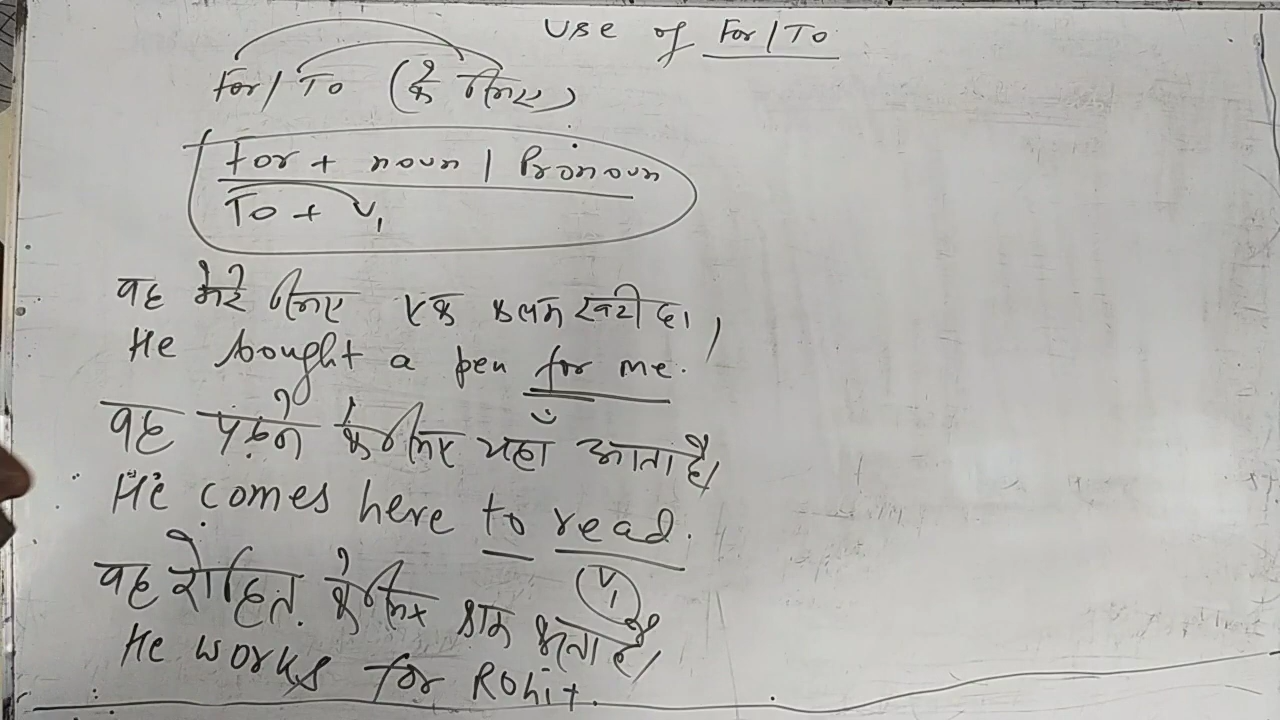 Use of For/To
For/To (के लिए)
For + noun | Pronoun
To + V1
वह मेरे लिए एक कलम खरीदा।
He bought a pen for me.
वह पढ़ने के लिए यहाँ आता है।
He comes here to read.
(V1)
वह रोहित के लिए काम करता है।
He works for Rohit.